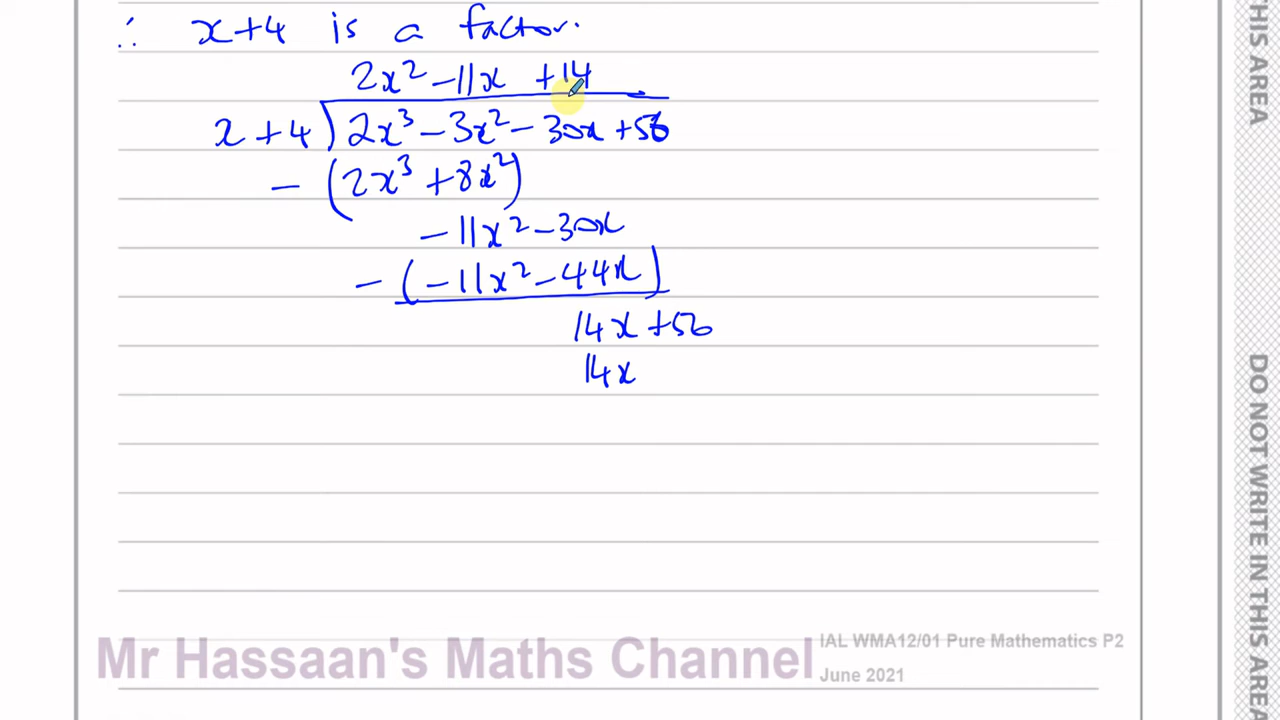 ∴ x+4 is a factor.
2x² -11x +14
x+4 ) 2x³ -3x² -30x +56
- (2x³ +8x²)
-11x² -30x
- (-11x² -44x)
14x +56
14x
Mr Hassaan's Maths Channel
IAL WMA12/01 Pure Mathematics P2
June 2021
THIS AREA
DO NOT WRITE IN THIS AREA